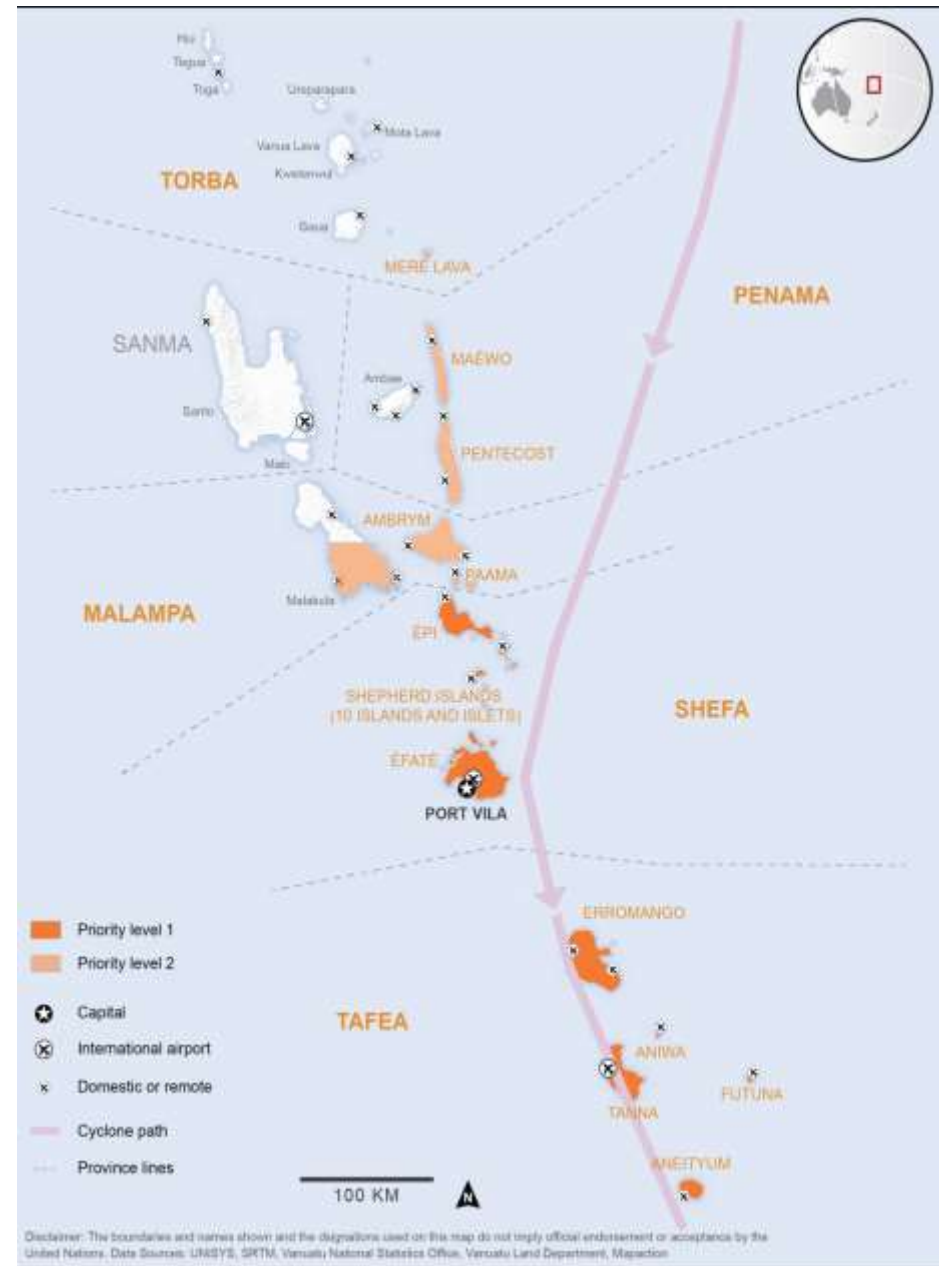 Hiu
Tegua
Toga
Ureparapara
Mota Lava
Vanua Lava
Kwetenwul
TORBA
Gaua
MERE LAVA
PENAMA
SANMA
MAÉWO
Ambae
Santo
PENTECOST
Malo
AMBRYM
PAAMA
Malakula
MALAMPA
EPI
SHEPHERD ISLANDS
(10 ISLANDS AND ISLETS)
SHEFA
ÉFATÉ
PORT VILA
ERROMANGO
Priority level 1
Priority level 2
Capital
TAFEA
International airport
ANIWA
Domestic or remote
FUTUNA
TANNA
Cyclone path
ANEITYUM
Province lines
100 KM
N
Disclaimer: The boundaries and names shown and the disgnations used on this map do not imply official endorsement or acceptance by the
United Nations. Data Sources: UNISYS, SRTM, Vanuatu National Statistics Office, Vanuatu Land Department, Mapaction